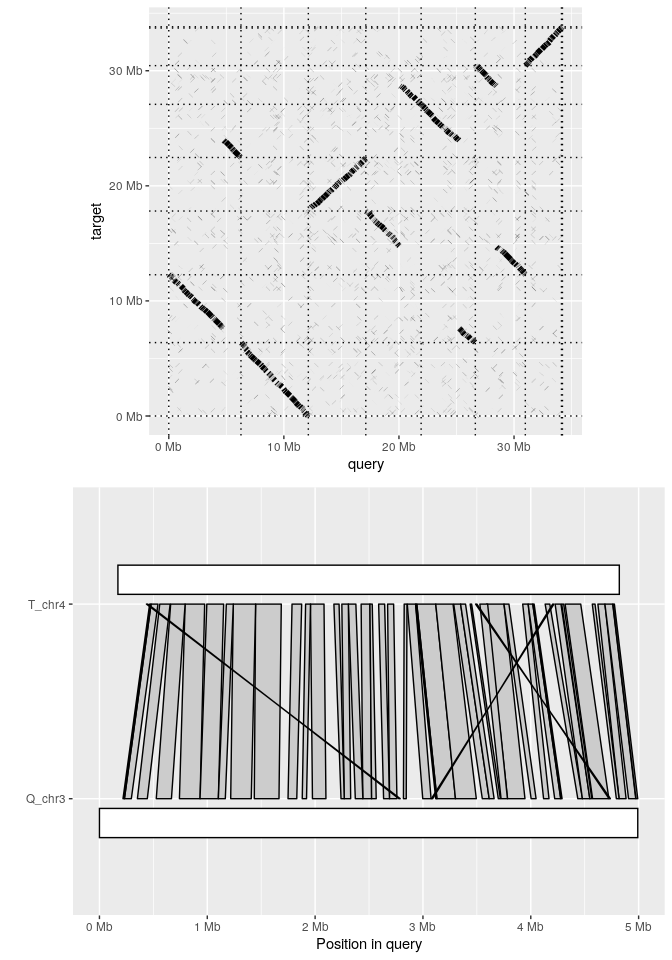 30 Mb
20 Mb
10 Mb
0 Mb
target
0 Mb 10 Mb 20 Mb 30 Mb
query
T_chr4
Q_chr3
0 Mb 1 Mb 2 Mb 3 Mb 4 Mb 5 Mb
Position in query